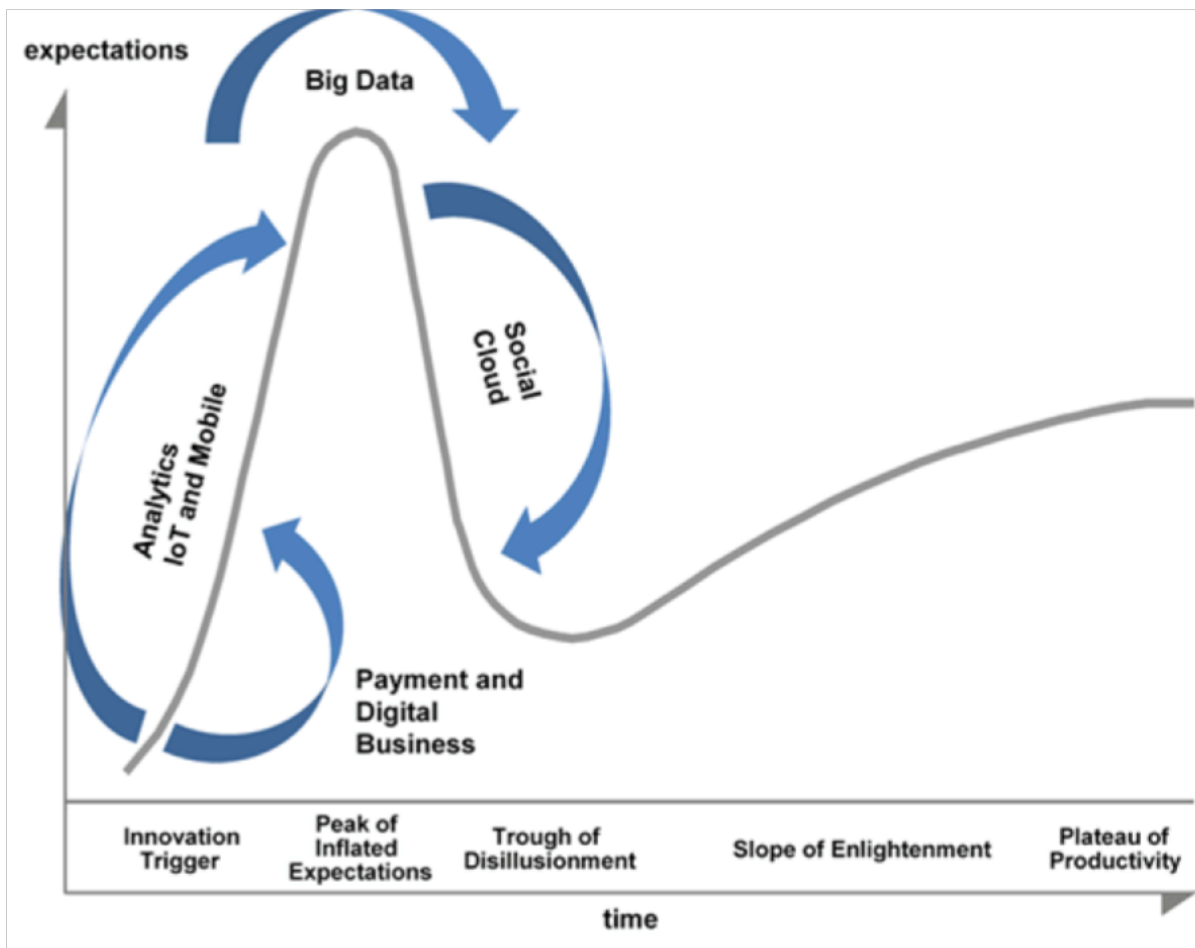 expectations
Big Data
Social
Cloud
Analytics
IoT and Mobile
Payment and
Digital
Business
Innovation
Trigger
Peak of
Inflated
Expectations
Trough of
Disillusionment
Slope of Enlightenment
Plateau of
Productivity
time